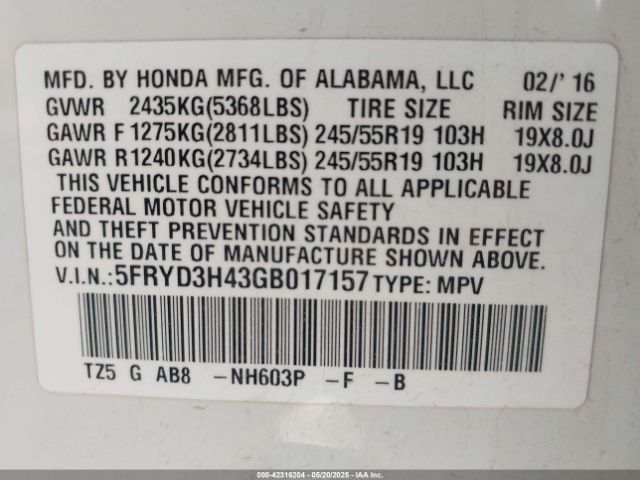 MFD. BY HONDA MFG. OF ALABAMA, LLC 02/' 16
GVWR 2435KG(5368LBS) TIRE SIZE RIM SIZE
GAWR F 1275KG(2811LBS) 245/55R19 103H 19X8.0J
GAWR R1240KG(2734LBS) 245/55R19 103H 19X8.0J
THIS VEHICLE CONFORMS TO ALL APPLICABLE
FEDERAL MOTOR VEHICLE SAFETY
AND THEFT PREVENTION STANDARDS IN EFFECT
ON THE DATE OF MANUFACTURE SHOWN ABOVE.
V.I.N.:5FRYD3H43GB017157 TYPE: MPV
TZ5 G AB8 -NH603P -F -B
000-42316204 - 05/20/2025 - IAAI.COM